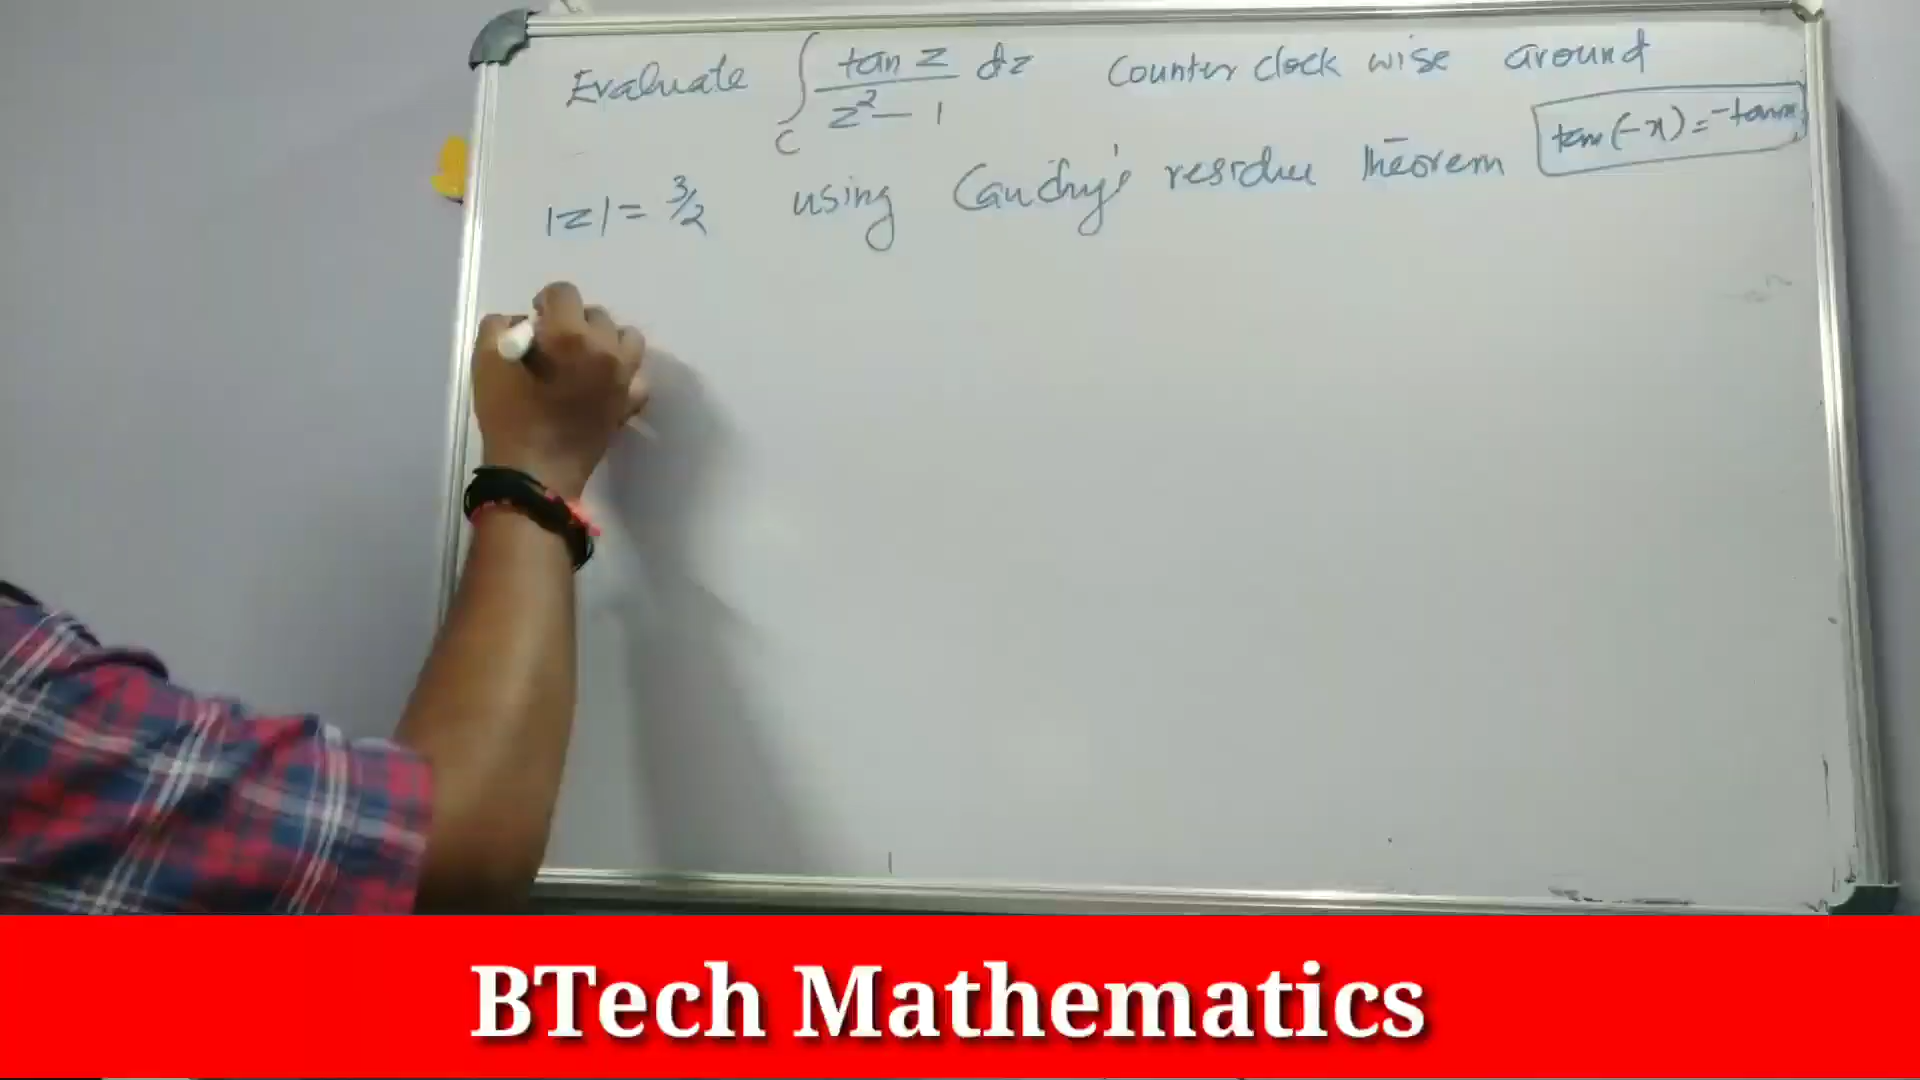 Evaluate ∫_C tan z / z² - 1 dz Counter clock wise around
tan(-x) = -tanx
|z| = 3/2 using Cauchy's residue theorem
BTech Mathematics